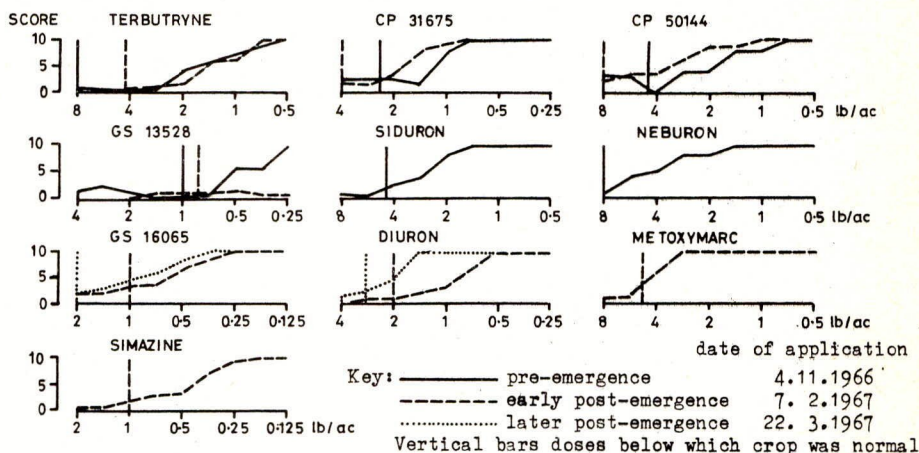 SCORE TERBUTRYNE CP 31675 CP 50144
10
5
0
8 4 2 1 0·5 4 2 1 0·5 0·25 8 4 2 1 0·5 lb/ac
GS 13528 SIDURON NEBURON
10
5
0
4 2 1 0·5 0·25 8 4 2 1 0·5 8 4 2 1 0·5 lb/ac
GS 16065 DIURON METOXYMARC
10
5
0
2 1 0·5 0·25 0·125 4 2 1 0·5 0·25 8 4 2 1 0·5 lb/ac
SIMAZINE
10
5
0
2 1 0·5 0·25 0·125 lb/ac
date of application
Key: pre-emergence 4.11.1966
early post-emergence 7. 2.1967
later post-emergence 22. 3.1967
Vertical bars doses below which crop was normal